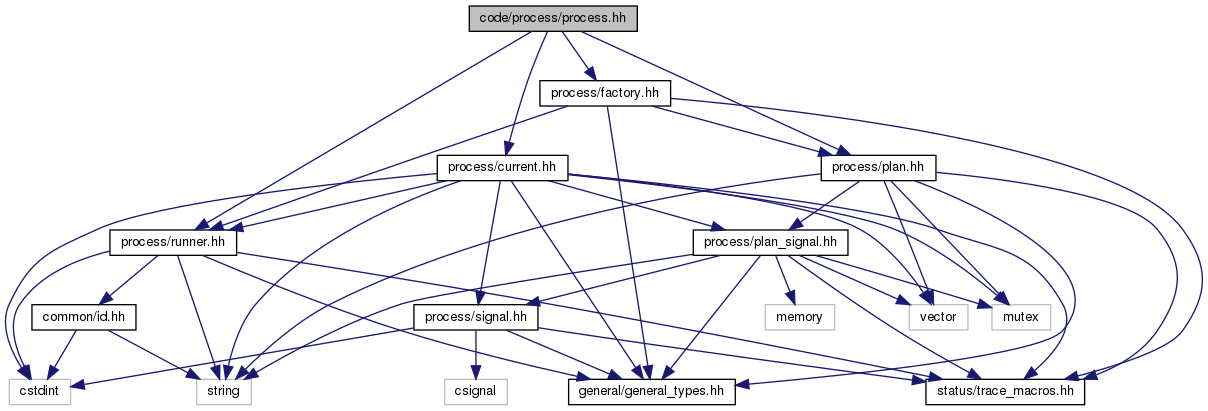 code/process/process.hh
process/factory.hh
process/current.hh
process/plan.hh
process/runner.hh
process/plan_signal.hh
common/id.hh
process/signal.hh
memory
vector
mutex
cstdint
string
csignal
general/general_types.hh
status/trace_macros.hh